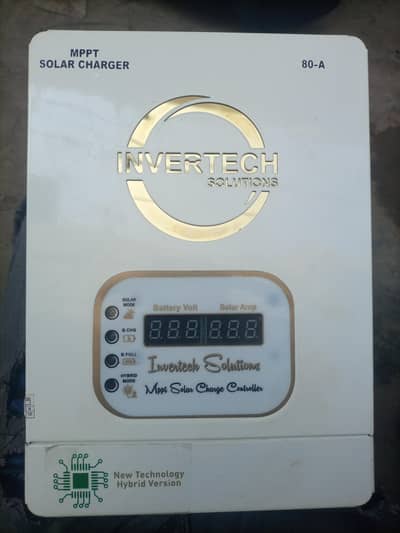 MPPT
SOLAR CHARGER
80-A
INVERTECH
SOLUTIONS
Battery Volt
Solar Amp
SOLAR
MODE
B.CHG
B.FULL
HYBRID
MODE
Invertech Solutions
Mppt Solar Charge Controller
New Technology
Hybrid Version